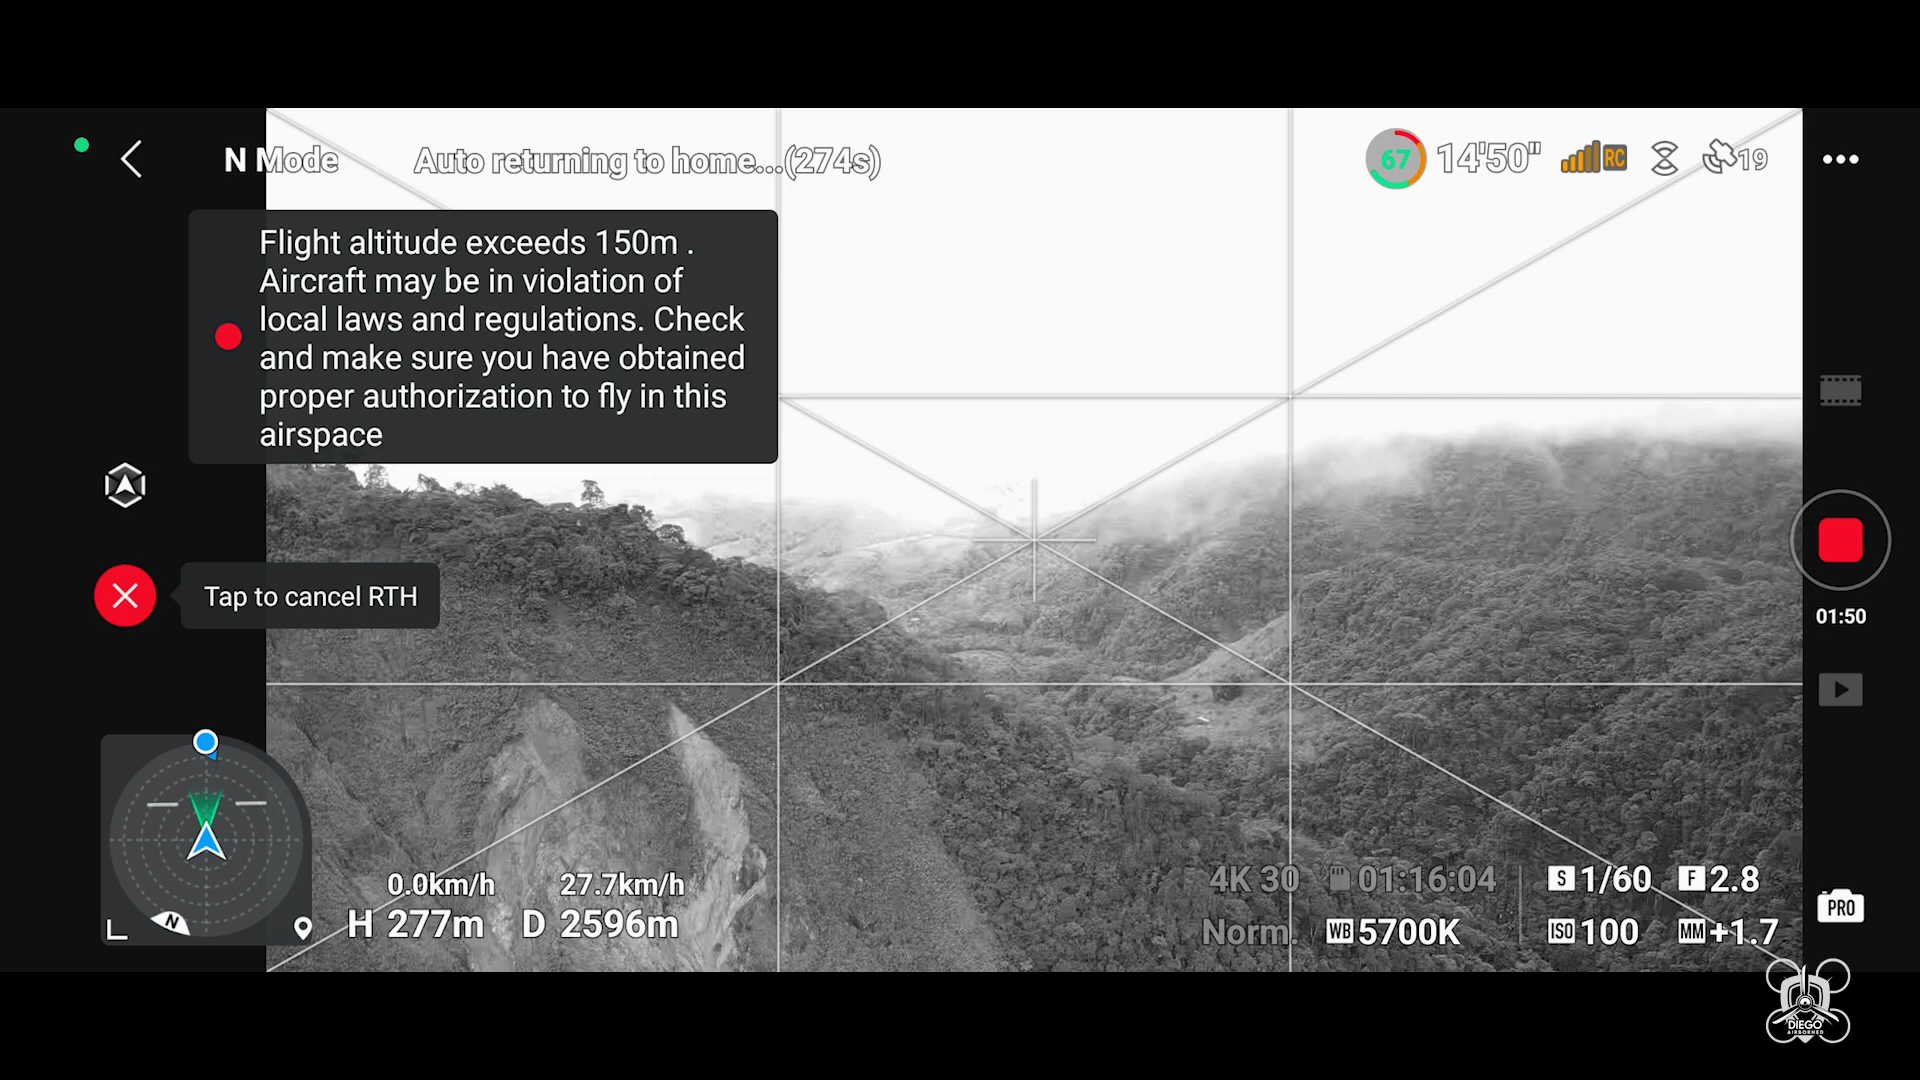 N Mode
Auto returning to home...(274s)
67
14'50"
RC
19
Flight altitude exceeds 150m .
Aircraft may be in violation of
local laws and regulations. Check
and make sure you have obtained
proper authorization to fly in this
airspace
Tap to cancel RTH
01:50
N
0.0km/h 27.7km/h
H 277m D 2596m
4K 30 01:16:04 S 1/60 F 2.8
Norm. WB 5700K ISO 100 MM +1.7
PRO
DIEGO
AIRBORNED